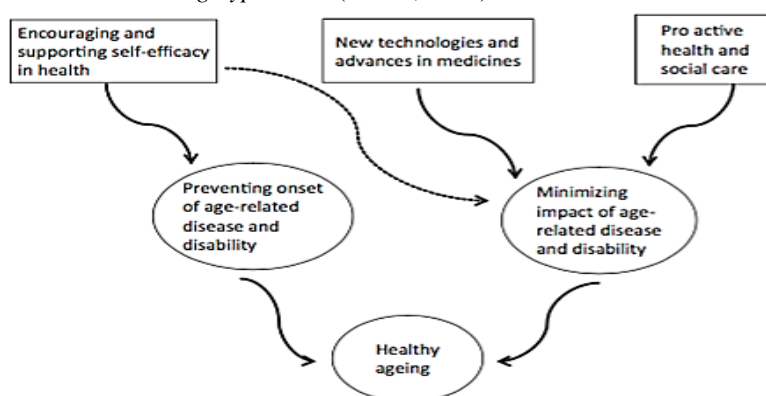 Encouraging and
supporting self-efficacy
in health
New technologies and
advances in medicines
Pro active
health and
social care
Preventing onset
of age-related
disease and
disability
Minimizing
impact of age-
related disease
and disability
Healthy
ageing